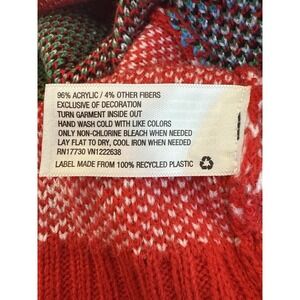 96% ACRYLIC / 4% OTHER FIBERS
EXCLUSIVE OF DECORATION
TURN GARMENT INSIDE OUT
HAND WASH COLD WITH LIKE COLORS
ONLY NON-CHLORINE BLEACH WHEN NEEDED
LAY FLAT TO DRY, COOL IRON WHEN NEEDED
RN17730 VN1222638
LABEL MADE FROM 100% RECYCLED PLASTIC